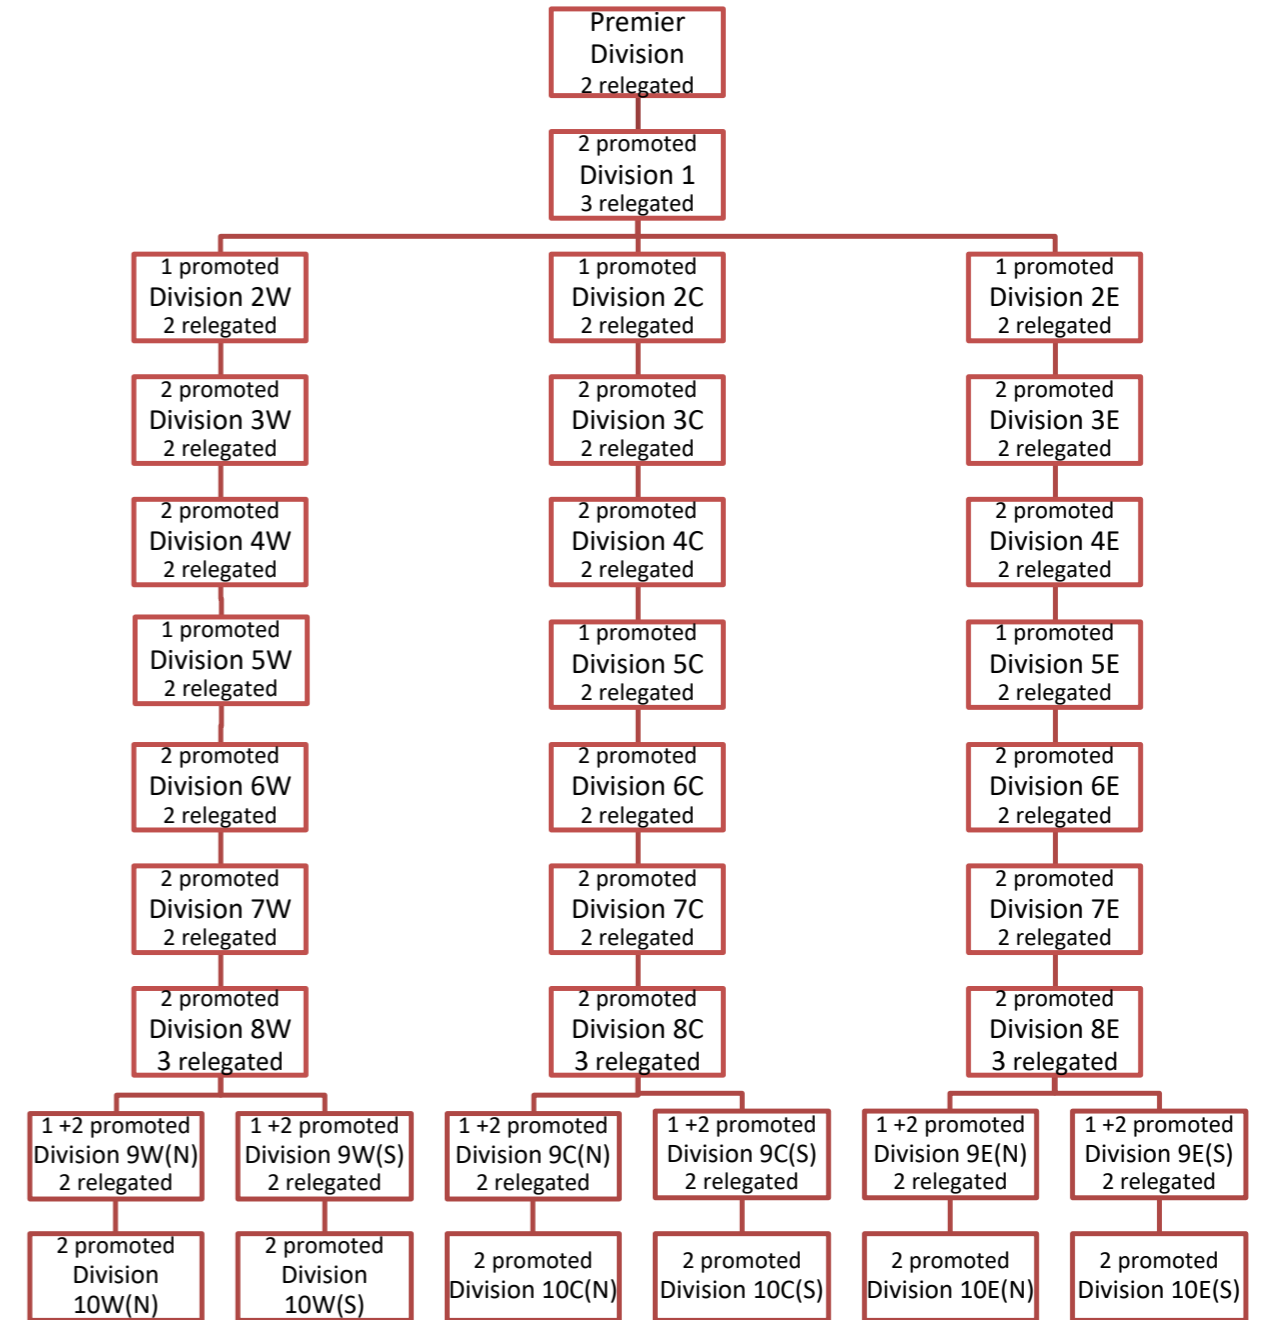 Premier
Division
2 relegated
2 promoted
Division 1
3 relegated
1 promoted
Division 2W
2 relegated
1 promoted
Division 2C
2 relegated
1 promoted
Division 2E
2 relegated
2 promoted
Division 3W
2 relegated
2 promoted
Division 3C
2 relegated
2 promoted
Division 3E
2 relegated
2 promoted
Division 4W
2 relegated
2 promoted
Division 4C
2 relegated
2 promoted
Division 4E
2 relegated
1 promoted
Division 5W
2 relegated
1 promoted
Division 5C
2 relegated
1 promoted
Division 5E
2 relegated
2 promoted
Division 6W
2 relegated
2 promoted
Division 6C
2 relegated
2 promoted
Division 6E
2 relegated
2 promoted
Division 7W
2 relegated
2 promoted
Division 7C
2 relegated
2 promoted
Division 7E
2 relegated
2 promoted
Division 8W
3 relegated
2 promoted
Division 8C
3 relegated
2 promoted
Division 8E
3 relegated
1 +2 promoted
Division 9W(N)
2 relegated
1 +2 promoted
Division 9W(S)
2 relegated
1 +2 promoted
Division 9C(N)
2 relegated
1 +2 promoted
Division 9C(S)
2 relegated
1 +2 promoted
Division 9E(N)
2 relegated
1 +2 promoted
Division 9E(S)
2 relegated
2 promoted
Division
10W(N)
2 promoted
Division
10W(S)
2 promoted
Division 10C(N)
2 promoted
Division 10C(S)
2 promoted
Division 10E(N)
2 promoted
Division 10E(S)